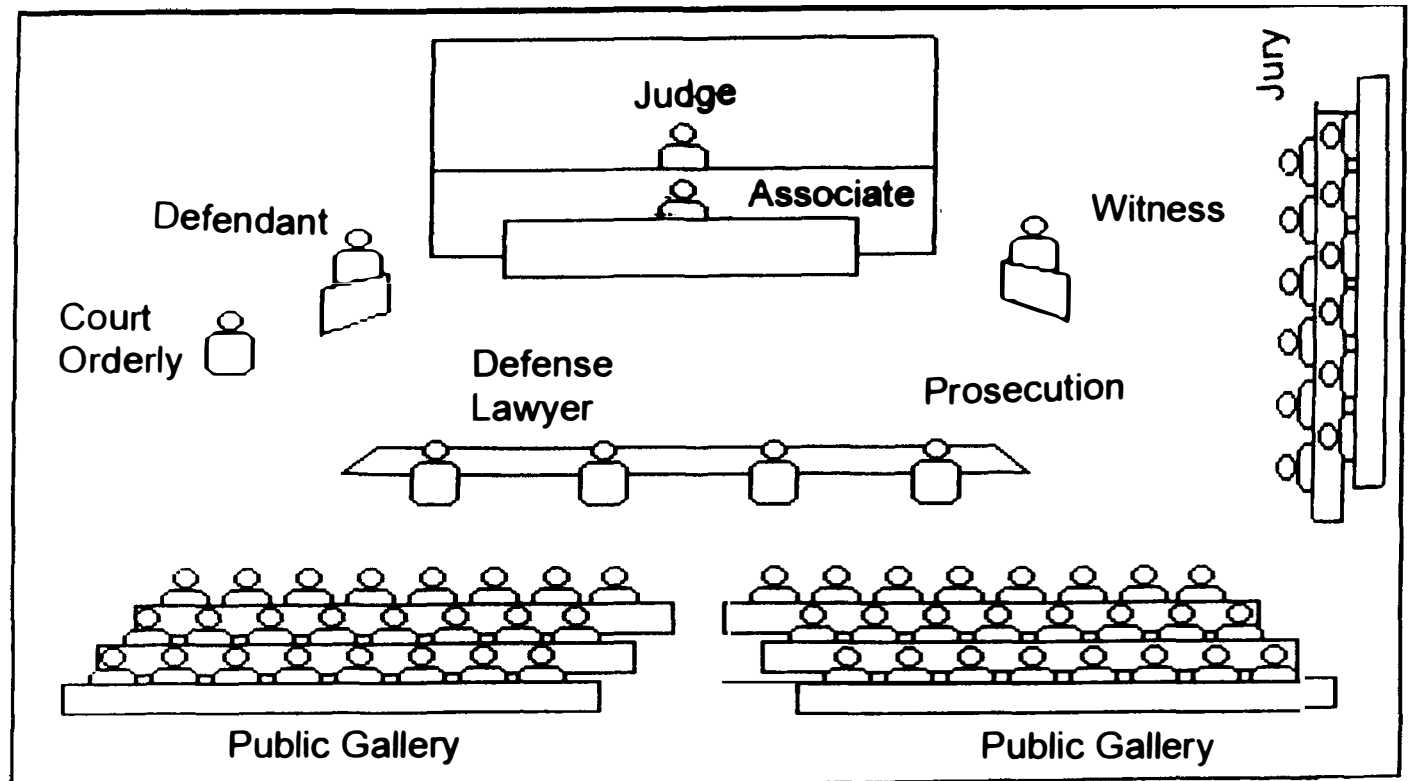 Jury
Judge
Associate
Defendant
Witness
Court
Orderly
Defense
Lawyer
Prosecution
Public Gallery
Public Gallery